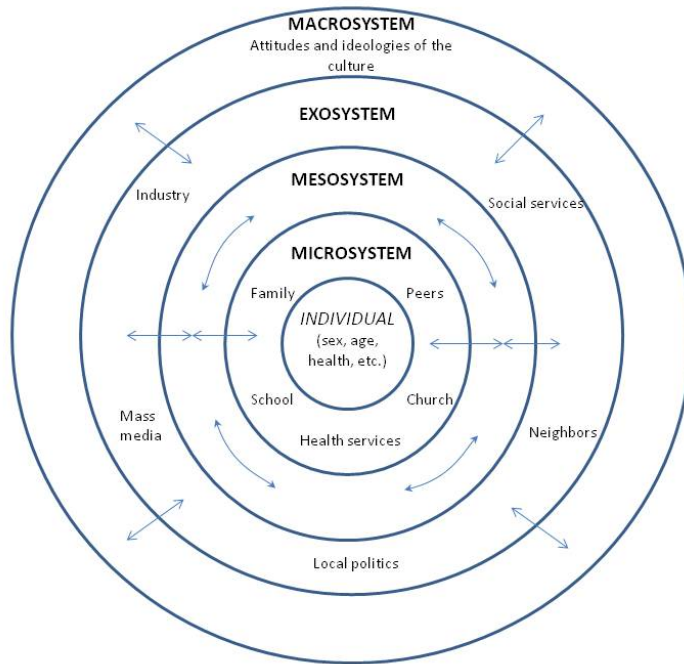 MACROSYSTEM
Attitudes and ideologies of the
culture
EXOSYSTEM
MESOSYSTEM
Industry
Social services
MICROSYSTEM
Family
Peers
INDIVIDUAL
(sex, age,
health, etc.)
School
Church
Mass
media
Health services
Neighbors
Local politics